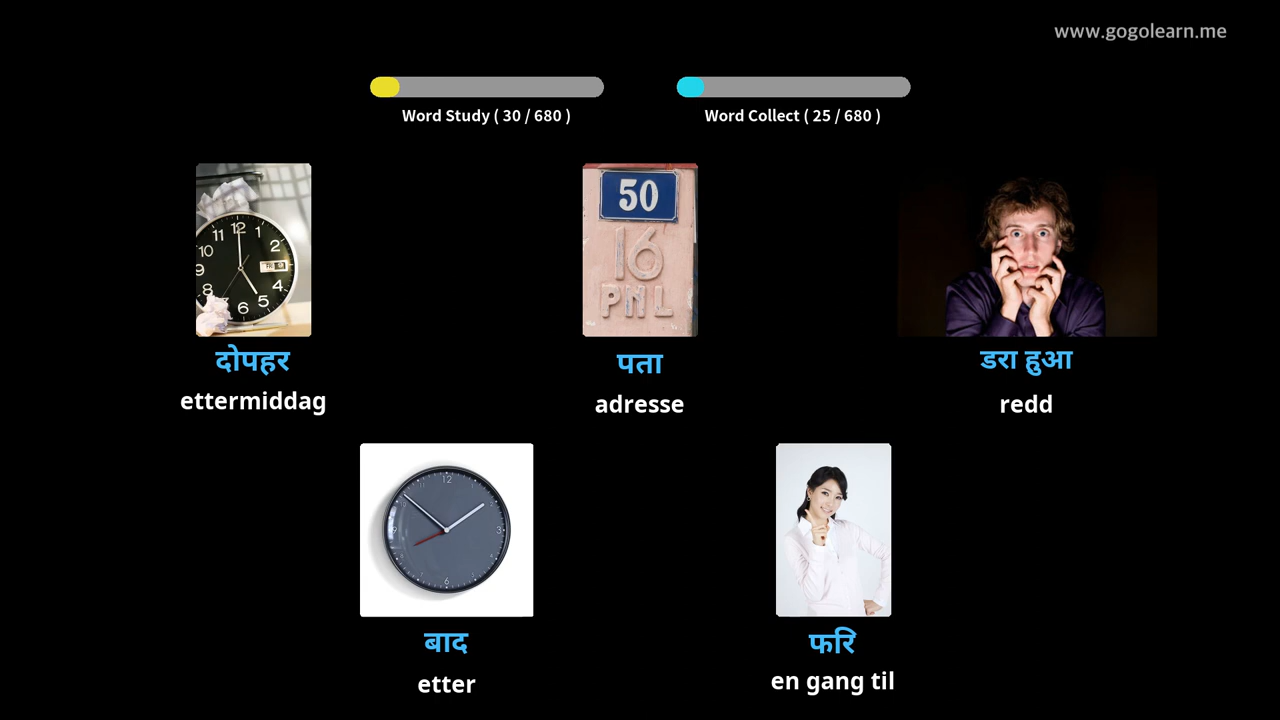 www.gogolearn.me
Word Study ( 30 / 680 )
Word Collect ( 25 / 680 )
50
16
PNL
दोपहर
पता
डरा हुआ
ettermiddag
adresse
redd
बाद
फरि
etter
en gang til